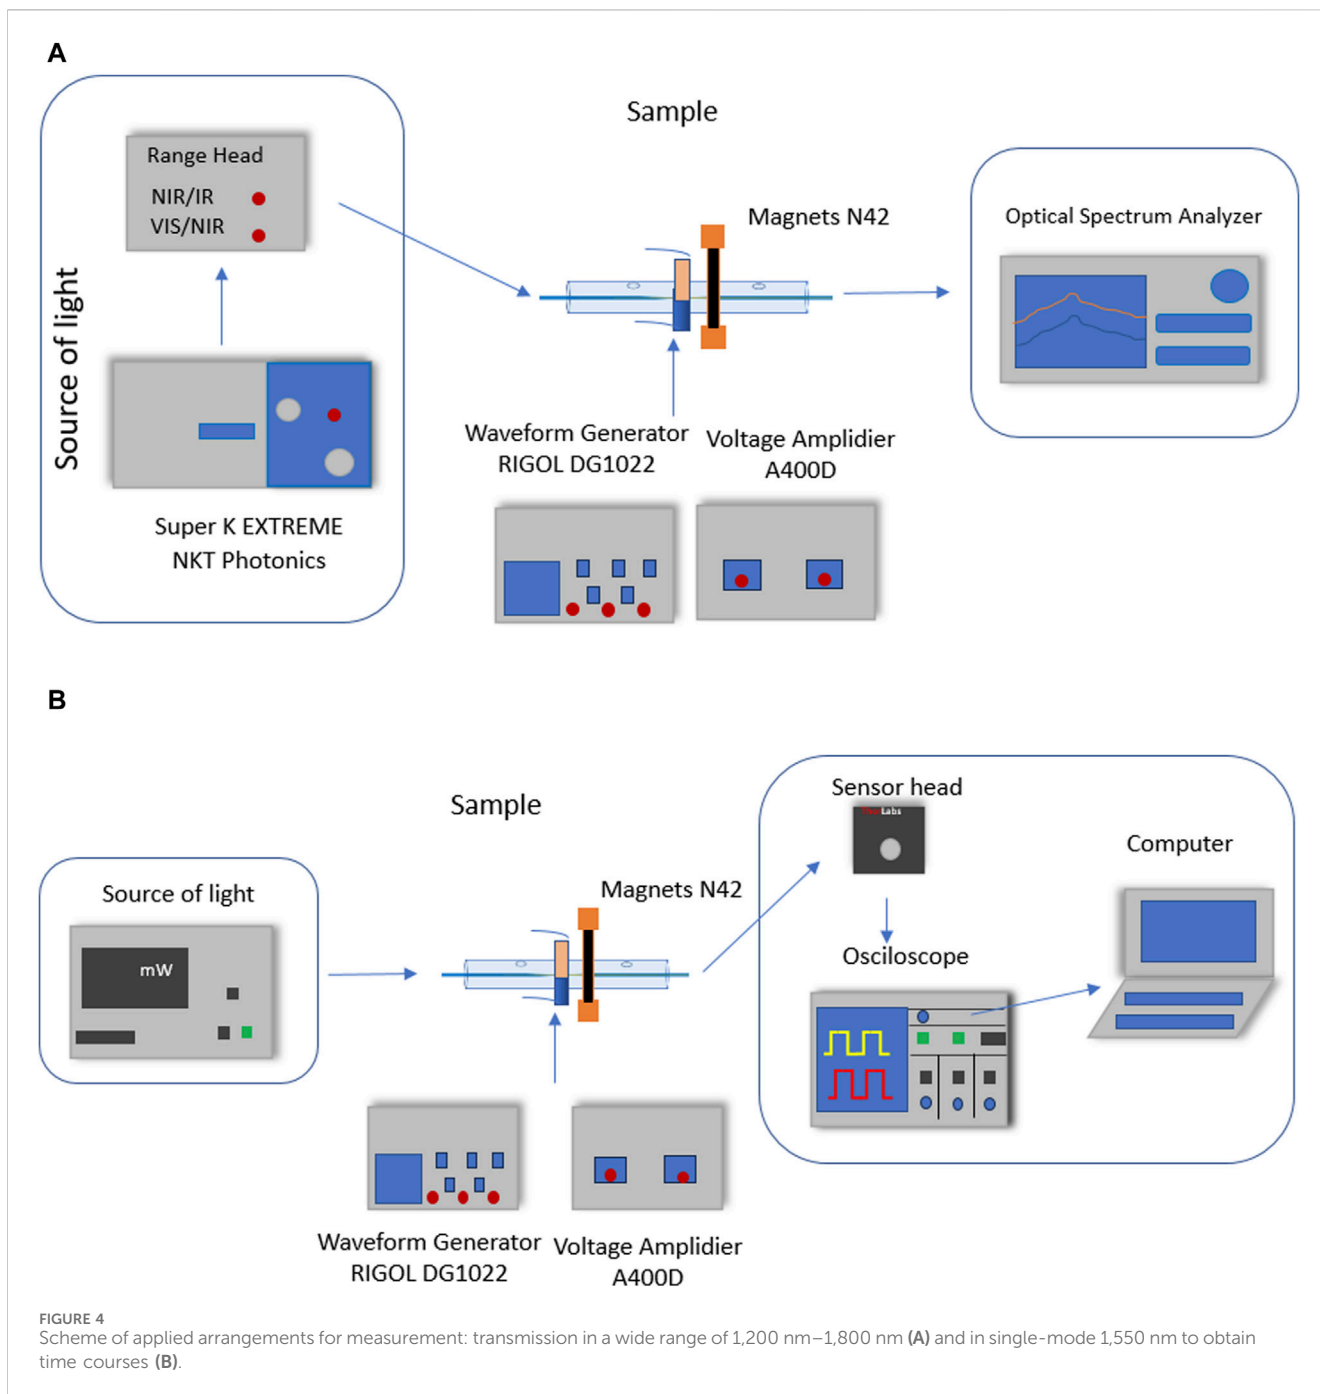 A
Sample
Range Head
NIR/IR
VIS/NIR
Source of light
Super K EXTREME
NKT Photonics
Magnets N42
Optical Spectrum Analyzer
Waveform Generator
RIGOL DG1022
Voltage Amplidier
A400D
B
Sample
Source of light
mW
Magnets N42
Sensor head
Labs
Computer
Osciloscope
Waveform Generator
RIGOL DG1022
Voltage Amplidier
A400D
FIGURE 4
Scheme of applied arrangements for measurement: transmission in a wide range of 1,200 nm–1,800 nm (A) and in single-mode 1,550 nm to obtain
time courses (B).